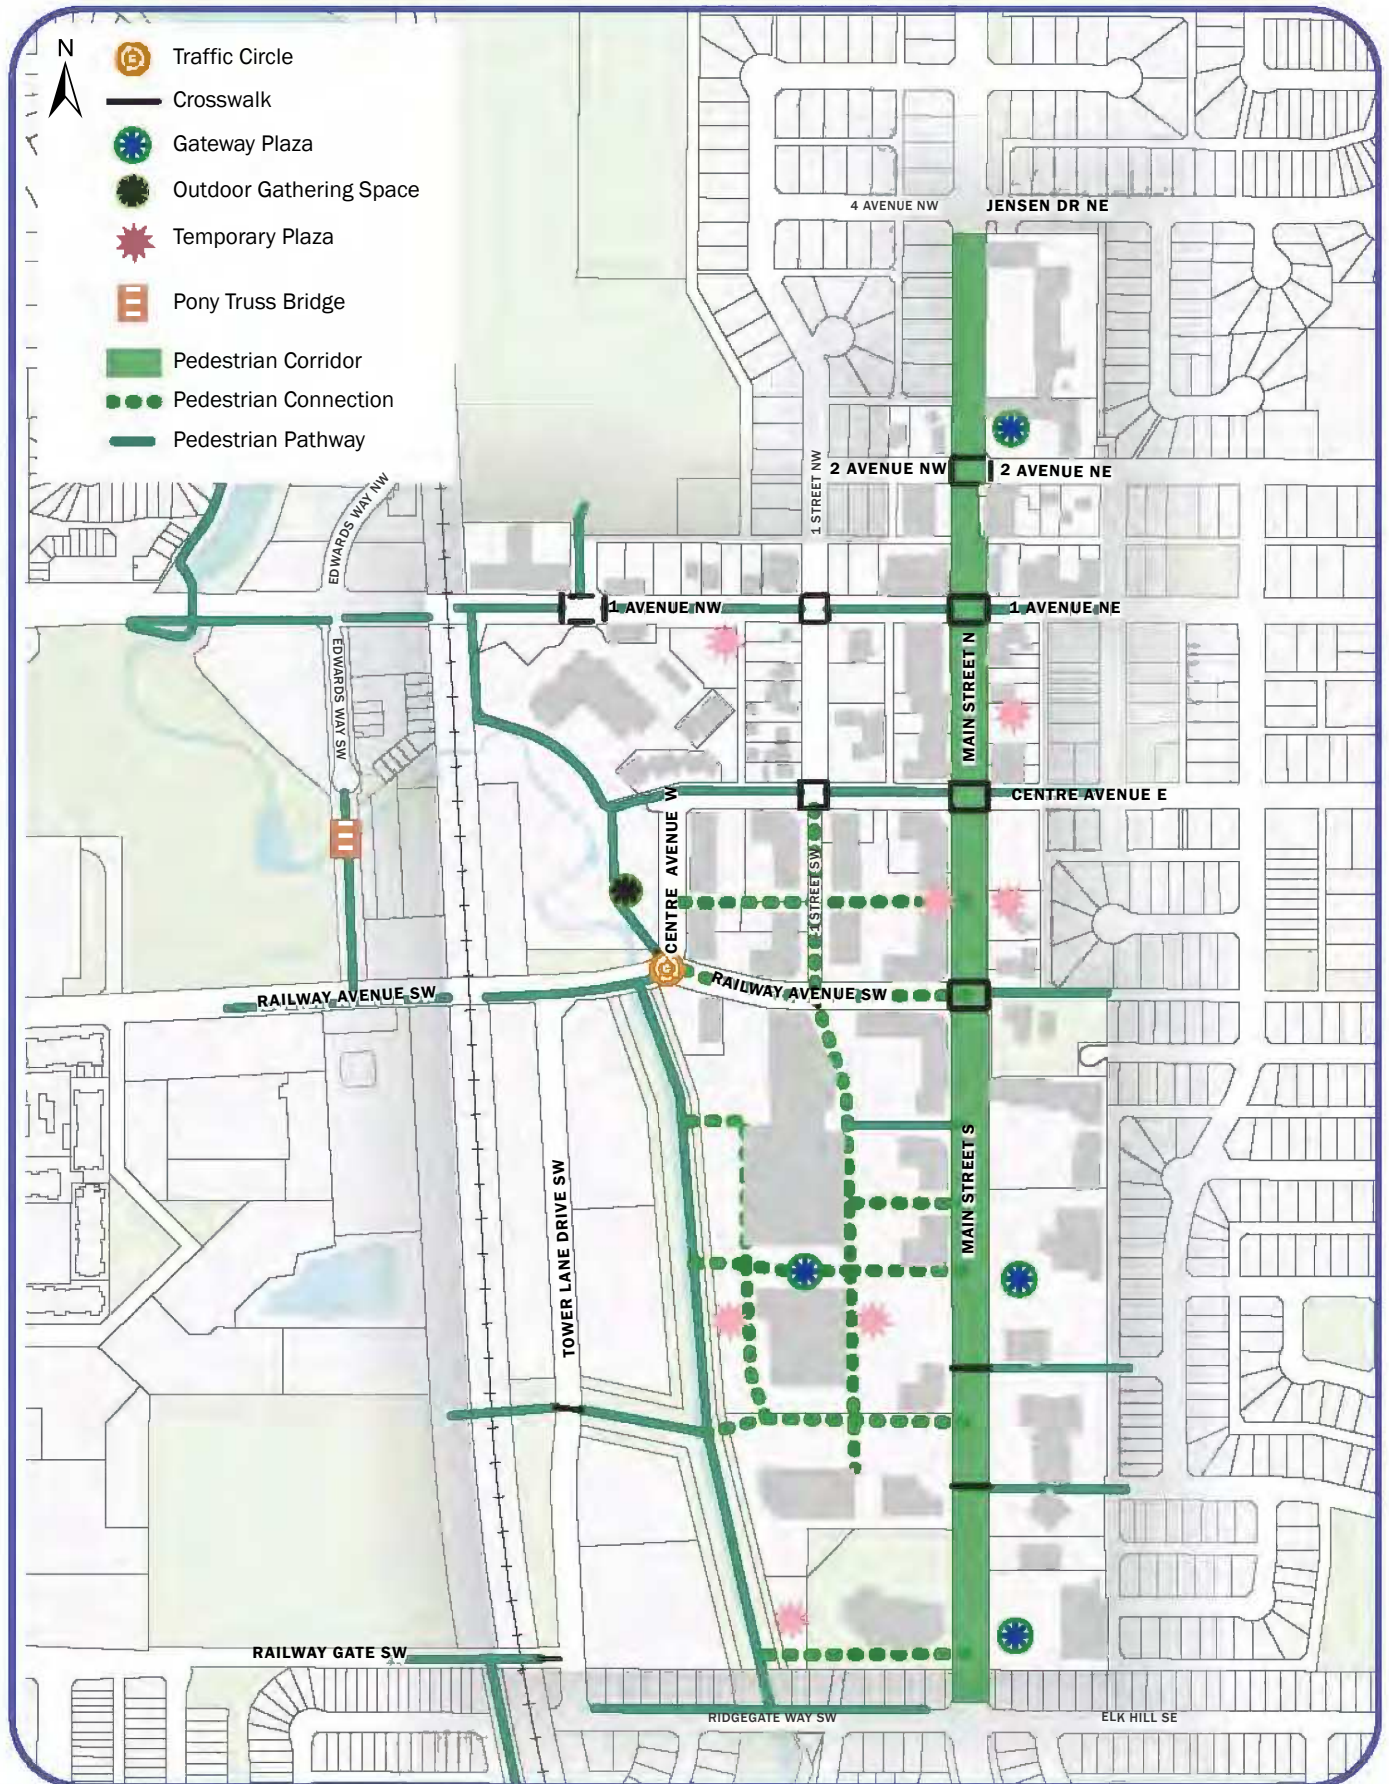 N
Traffic Circle
Crosswalk
Gateway Plaza
Outdoor Gathering Space
Temporary Plaza
Pony Truss Bridge
Pedestrian Corridor
Pedestrian Connection
Pedestrian Pathway
4 AVENUE NW
JENSEN DR NE
1 STREET NW
2 AVENUE NW
2 AVENUE NE
EDWARDS WAY NW
1 AVENUE NW
1 AVENUE NE
EDWARDS WAY SW
MAIN STREET N
CENTRE AVENUE W
CENTRE AVENUE E
1 STREET SW
RAILWAY AVENUE SW
RAILWAY AVENUE SW
MAIN STREET S
TOWER LANE DRIVE SW
RAILWAY GATE SW
RIDGEGATE WAY SW
ELK HILL SE